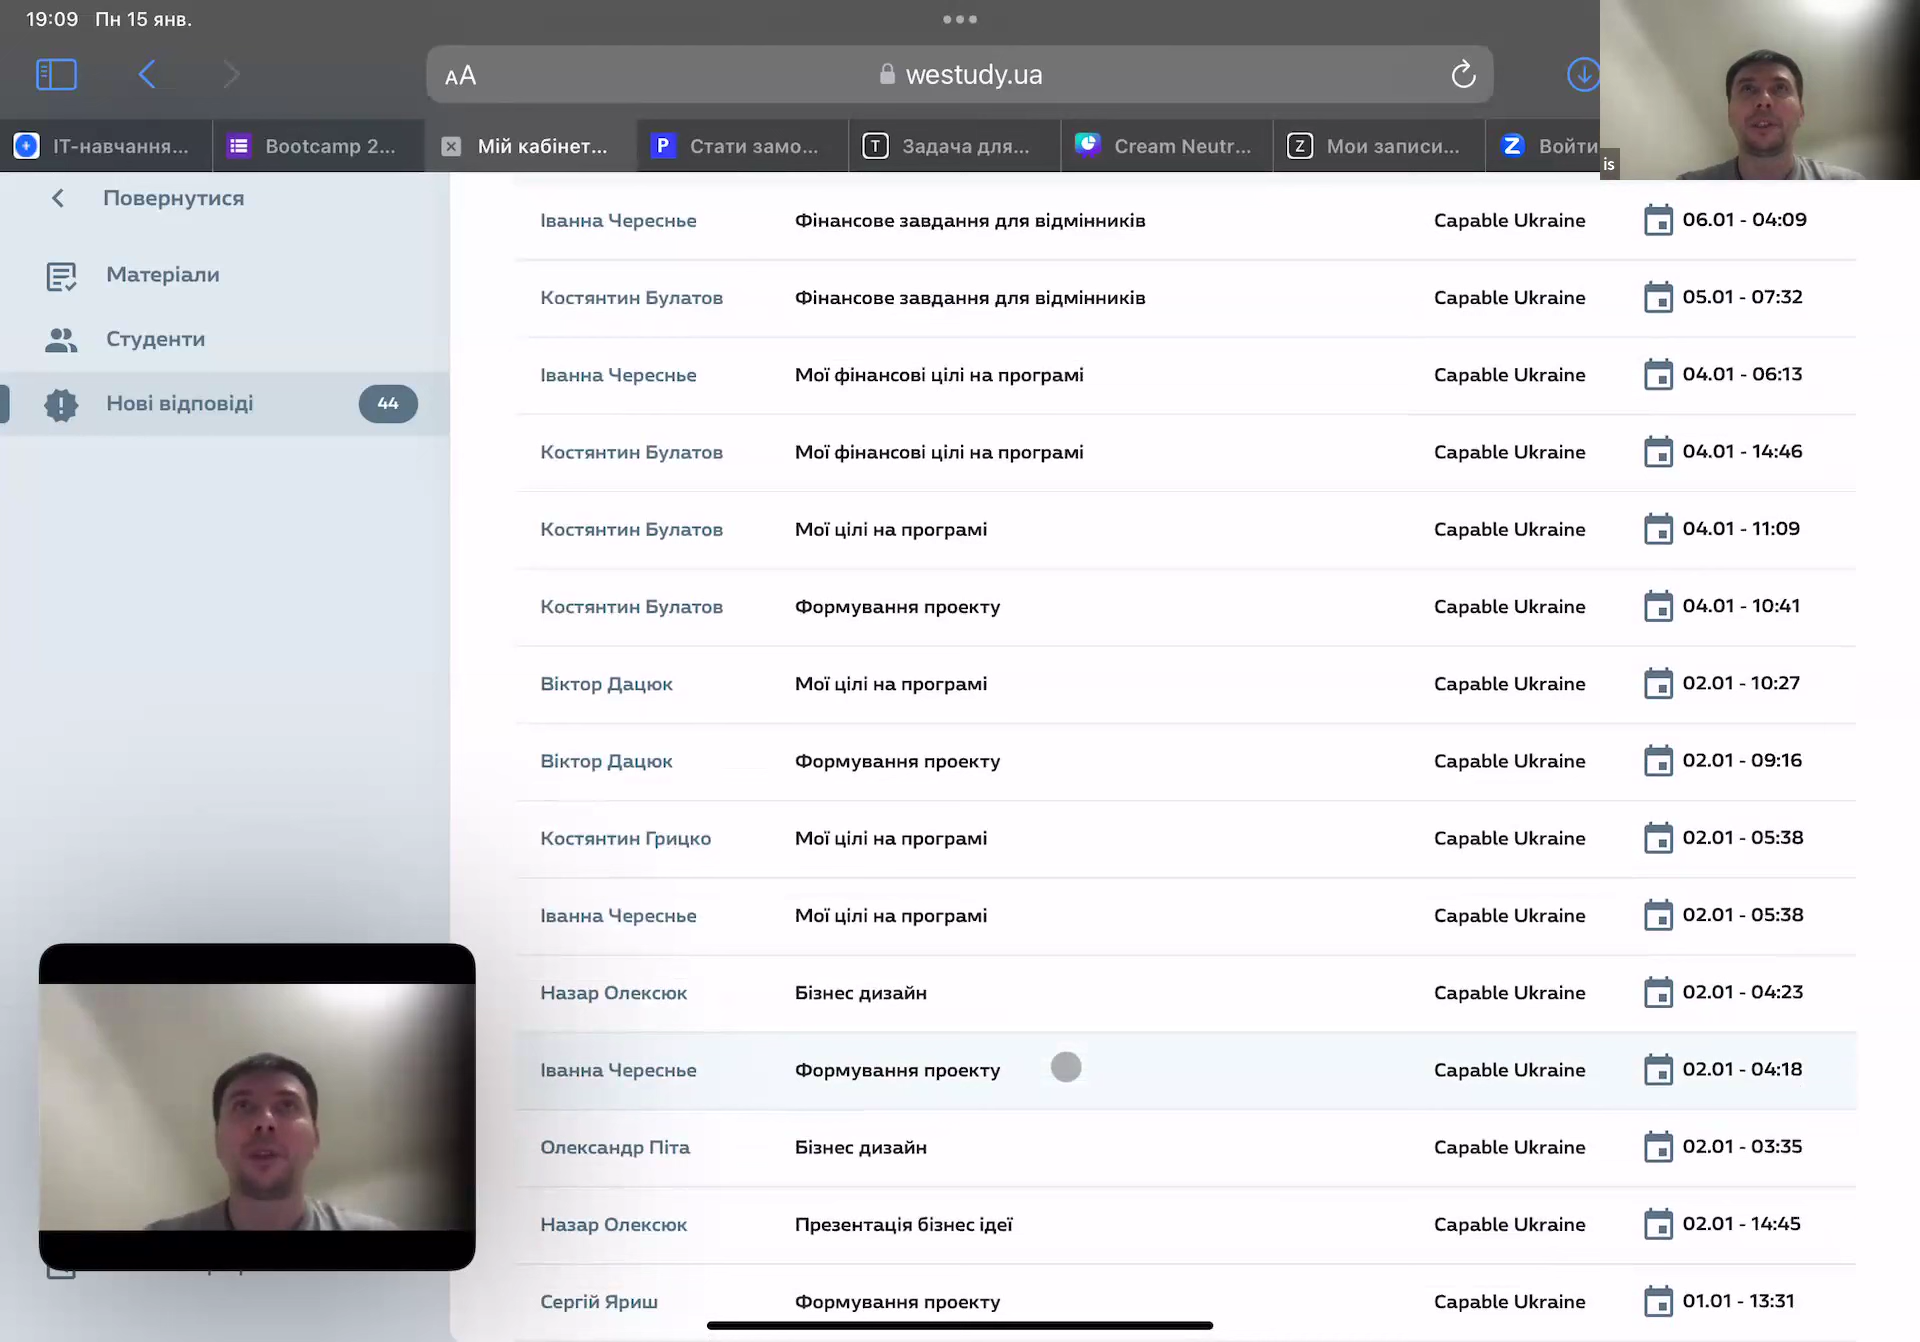 19:09 Пн 15 янв.
AA westudy.ua
IT-навчання... Bootcamp 2... Мій кабінет... Стати замо... Задача для... Cream Neutr... Мои записи... Войти
is
Повернутися
Матеріали
Студенти
Нові відповіді 44
Іванна Череснье Фінансове завдання для відмінників Capable Ukraine 06.01 - 04:09
Костянтин Булатов Фінансове завдання для відмінників Capable Ukraine 05.01 - 07:32
Іванна Череснье Мої фінансові цілі на програмі Capable Ukraine 04.01 - 06:13
Костянтин Булатов Мої фінансові цілі на програмі Capable Ukraine 04.01 - 14:46
Костянтин Булатов Мої цілі на програмі Capable Ukraine 04.01 - 11:09
Костянтин Булатов Формування проекту Capable Ukraine 04.01 - 10:41
Віктор Дацюк Мої цілі на програмі Capable Ukraine 02.01 - 10:27
Віктор Дацюк Формування проекту Capable Ukraine 02.01 - 09:16
Костянтин Грицко Мої цілі на програмі Capable Ukraine 02.01 - 05:38
Іванна Череснье Мої цілі на програмі Capable Ukraine 02.01 - 05:38
Назар Олексюк Бізнес дизайн Capable Ukraine 02.01 - 04:23
Іванна Череснье Формування проекту Capable Ukraine 02.01 - 04:18
Олександр Піта Бізнес дизайн Capable Ukraine 02.01 - 03:35
Назар Олексюк Презентація бізнес ідеї Capable Ukraine 02.01 - 14:45
Сергій Яриш Формування проекту Capable Ukraine 01.01 - 13:31